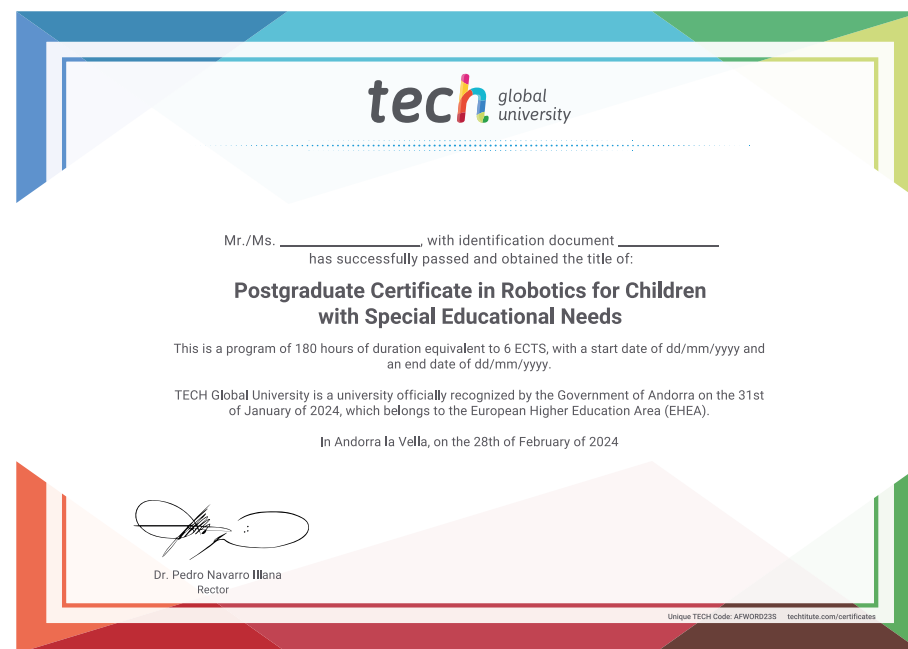 tech global university
Mr./Ms. ____________________, with identification document ______________
has successfully passed and obtained the title of:
Postgraduate Certificate in Robotics for Children
with Special Educational Needs
This is a program of 180 hours of duration equivalent to 6 ECTS, with a start date of dd/mm/yyyy and
an end date of dd/mm/yyyy.
TECH Global University is a university officially recognized by the Government of Andorra on the 31st
of January of 2024, which belongs to the European Higher Education Area (EHEA).
In Andorra la Vella, on the 28th of February of 2024
Dr. Pedro Navarro Illana
Rector
Unique TECH Code: AFWORD23S techtitute.com/certificates